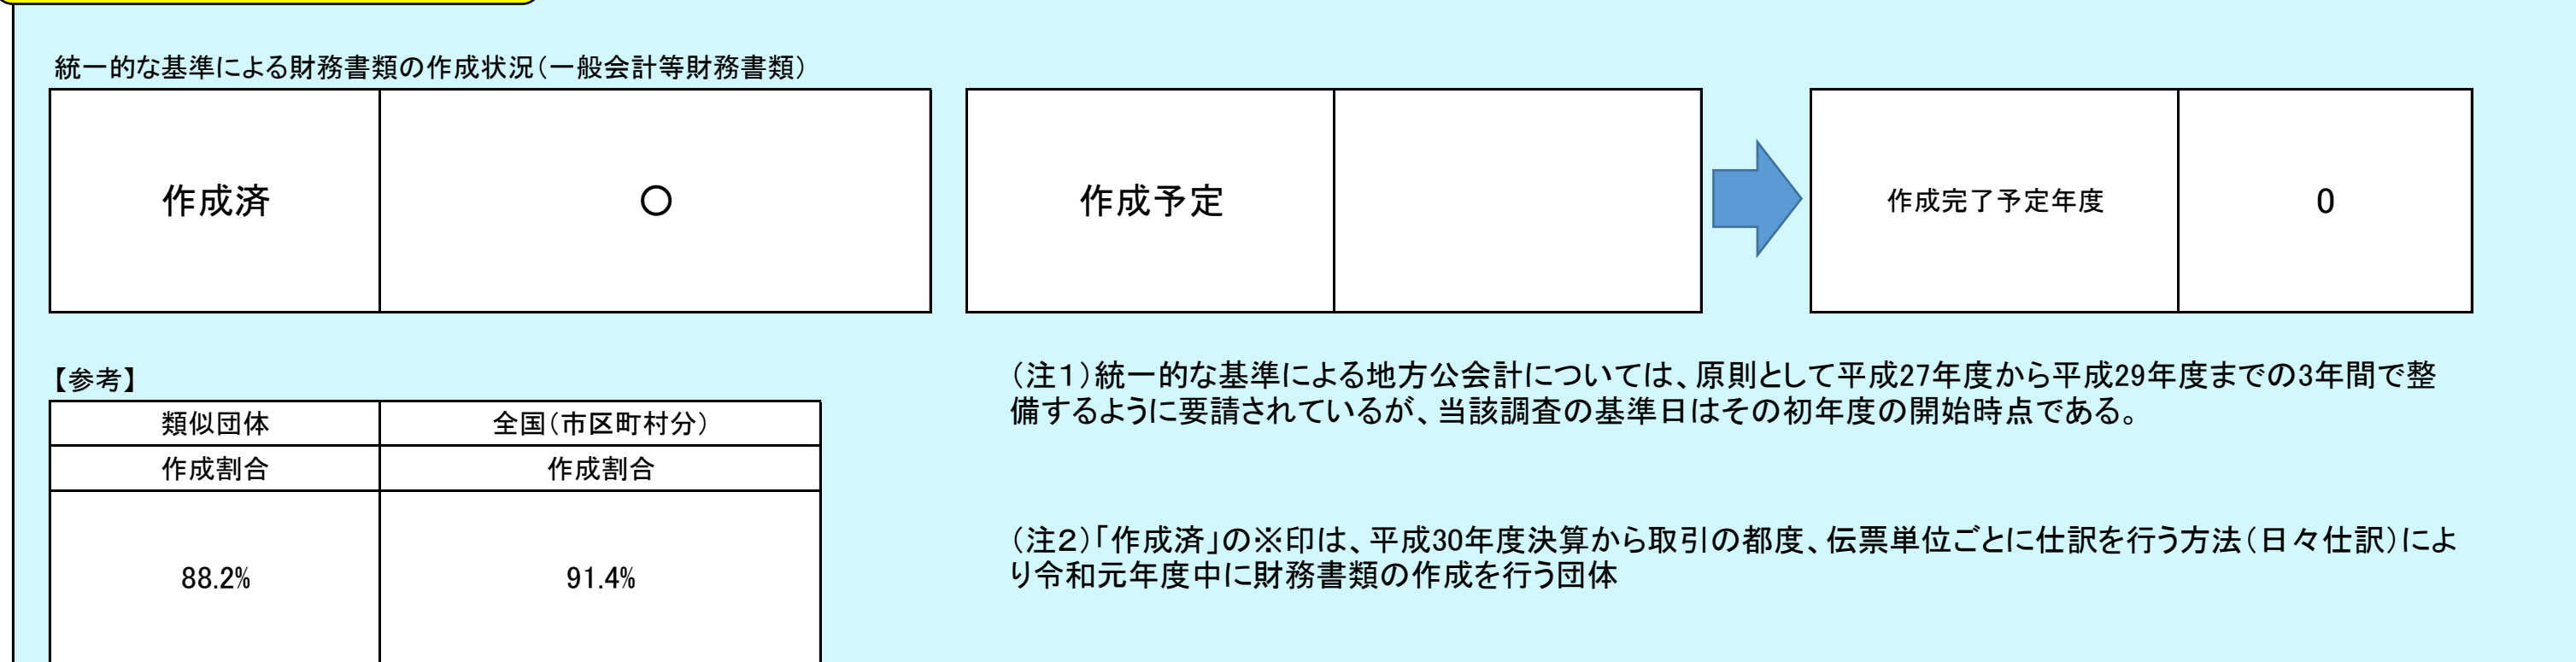 統一的な基準による財務書類の作成状況（一般会計等財務書類）
作成済
〇
作成予定
作成完了予定年度
0
【参考】
類似団体
全国（市区町村分）
作成割合
作成割合
88.2%
91.4%
（注１）統一的な基準による地方公会計については、原則として平成27年度から平成29年度までの3年間で整
備するように要請されているが、当該調査の基準日はその初年度の開始時点である。
（注２）「作成済」の※印は、平成30年度決算から取引の都度、伝票単位ごとに仕訳を行う方法（日々仕訳）によ
り令和元年度中に財務書類の作成を行う団体